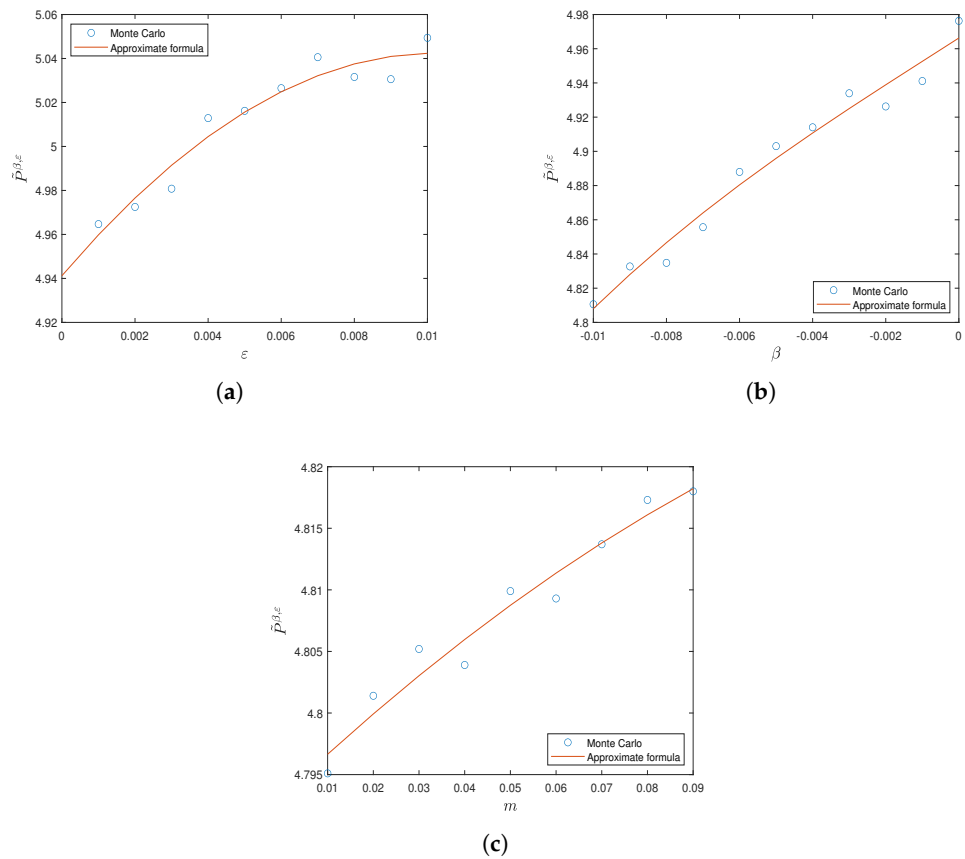 5.06
5.04
5.02
5
4.98
4.96
4.94
4.92
P̃^{β,ε}
Monte Carlo
Approximate formula
0 0.002 0.004 0.006 0.008 0.01
ε
(a)
4.98
4.96
4.94
4.92
4.9
4.88
4.86
4.84
4.82
4.8
P̃^{β,ε}
Monte Carlo
Approximate formula
-0.01 -0.008 -0.006 -0.004 -0.002 0
β
(b)
4.82
4.815
4.81
4.805
4.8
4.795
P̃^{β,ε}
Monte Carlo
Approximate formula
0.01 0.02 0.03 0.04 0.05 0.06 0.07 0.08 0.09
m
(c)